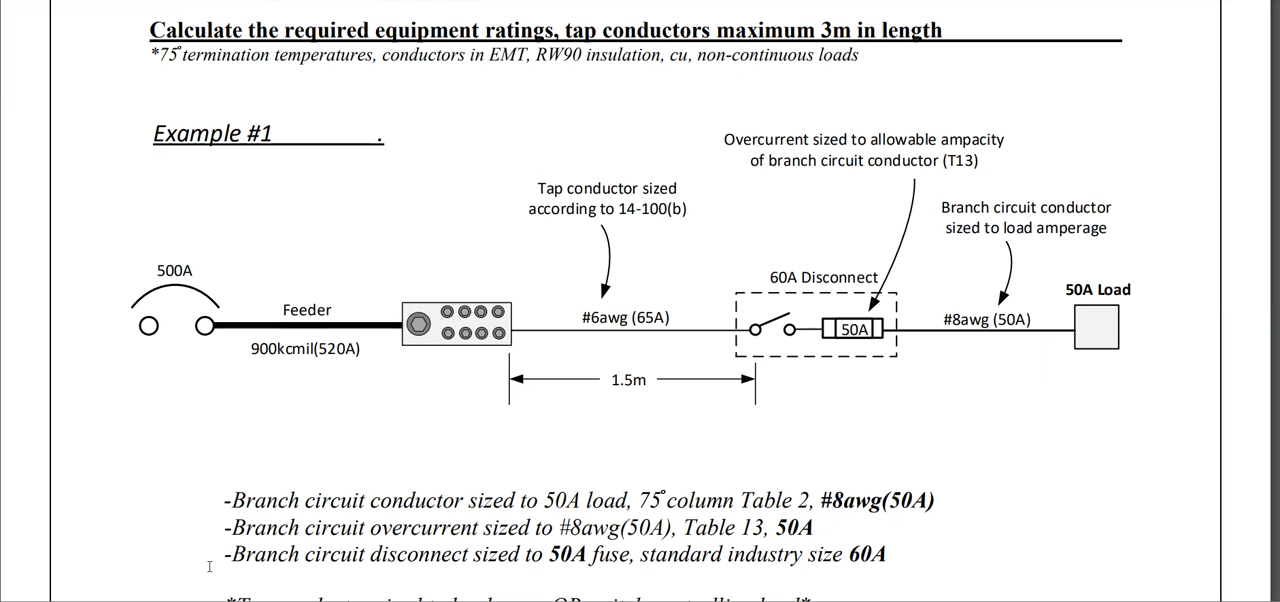 Calculate the required equipment ratings, tap conductors maximum 3m in length
*75° termination temperatures, conductors in EMT, RW90 insulation, cu, non-continuous loads
Example #1 .
Overcurrent sized to allowable ampacity
of branch circuit conductor (T13)
Tap conductor sized
according to 14-100(b)
Branch circuit conductor
sized to load amperage
500A
60A Disconnect
50A Load
Feeder
#6awg (65A)
50A
#8awg (50A)
900kcmil(520A)
1.5m
-Branch circuit conductor sized to 50A load, 75° column Table 2, #8awg(50A)
-Branch circuit overcurrent sized to #8awg(50A), Table 13, 50A
-Branch circuit disconnect sized to 50A fuse, standard industry size 60A